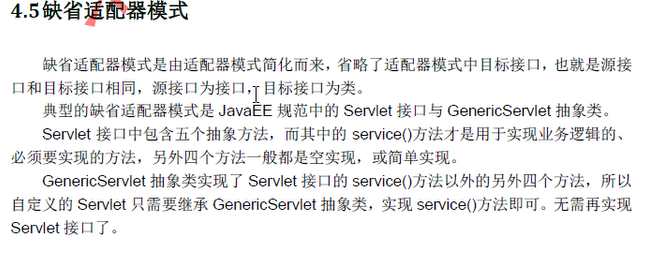 4.5缺省适配器模式
缺省适配器模式是由适配器模式简化而来，省略了适配器模式中目标接口，也就是源接
口和目标接口相同，源接口为接口，目标接口为类。
典型的缺省适配器模式是 JavaEE 规范中的 Servlet 接口与 GenericServlet 抽象类。
Servlet 接口中包含五个抽象方法，而其中的 service()方法才是用于实现业务逻辑的、
必须要实现的方法，另外四个方法一般都是空实现，或简单实现。
GenericServlet 抽象类实现了 Servlet 接口的 service()方法以外的另外四个方法，所以
自定义的 Servlet 只需要继承 GenericServlet 抽象类，实现 service()方法即可。无需再实现
Servlet 接口了。